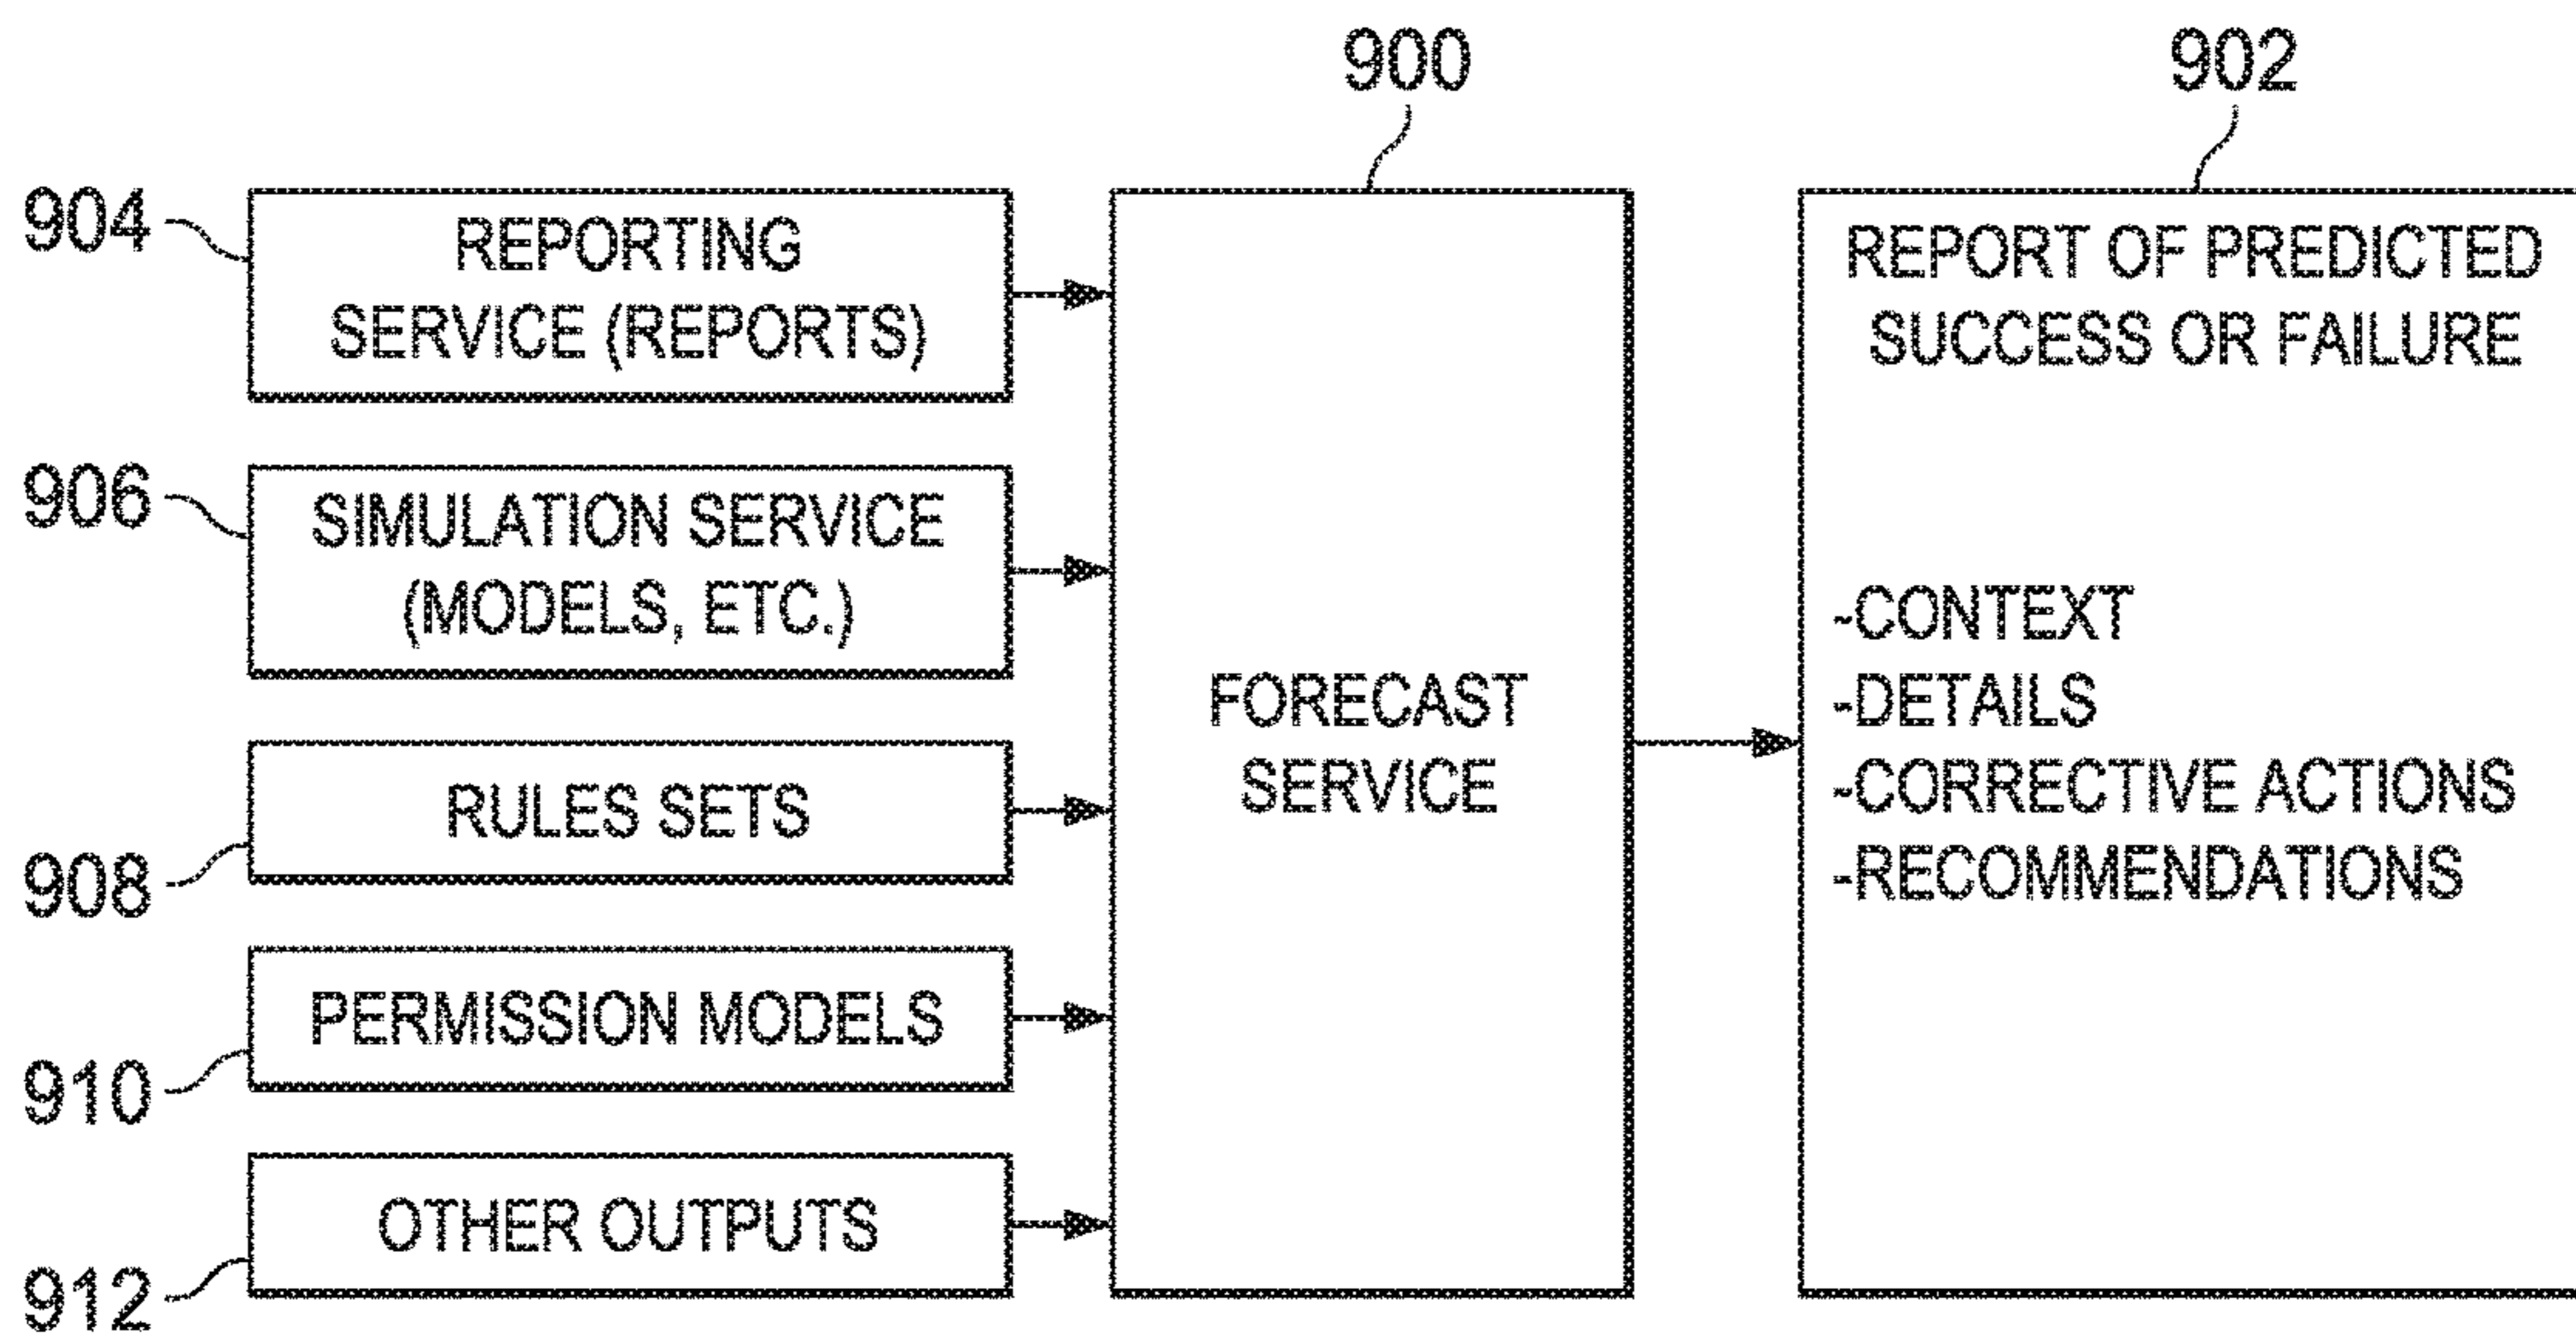 900
902
904
REPORTING
SERVICE (REPORTS)
906
SIMULATION SERVICE
(MODELS, ETC.)
RULES SETS
908
PERMISSION MODELS
910
OTHER OUTPUTS
912
FORECAST
SERVICE
REPORT OF PREDICTED
SUCCESS OR FAILURE
-CONTEXT
-DETAILS
-CORRECTIVE ACTIONS
-RECOMMENDATIONS